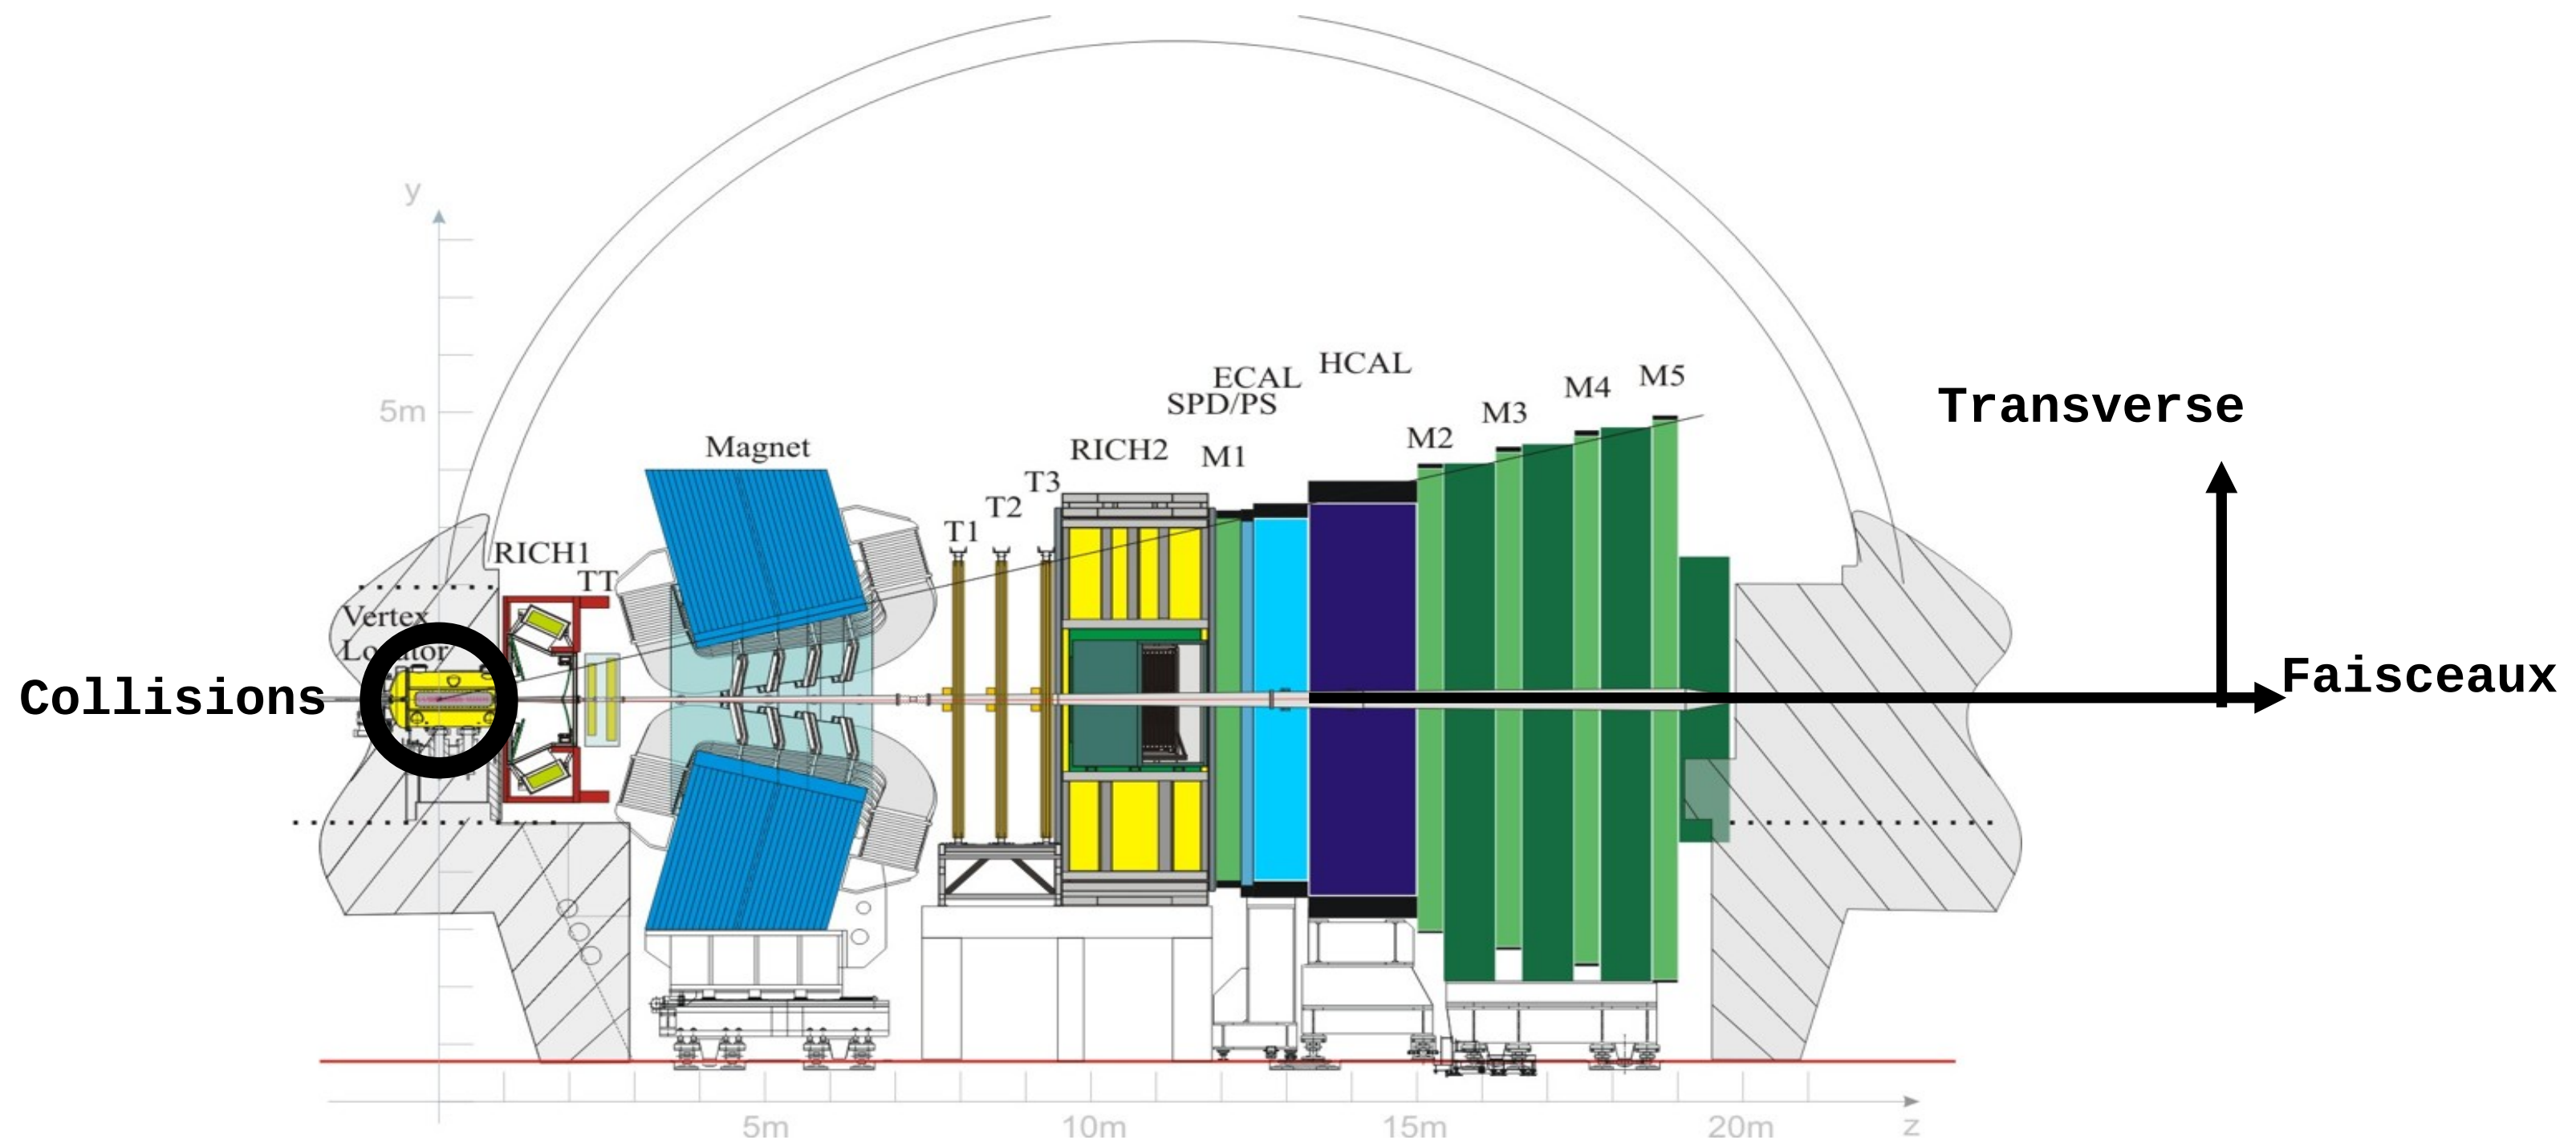 y
5m
HCAL
ECAL
SPD/PS
M5
M4
M3
M2
M1
RICH2
Magnet
T3
T2
T1
RICH1
TT
Transverse
Vertex
Locator
Collisions
Faisceaux
5m
10m
15m
20m
z